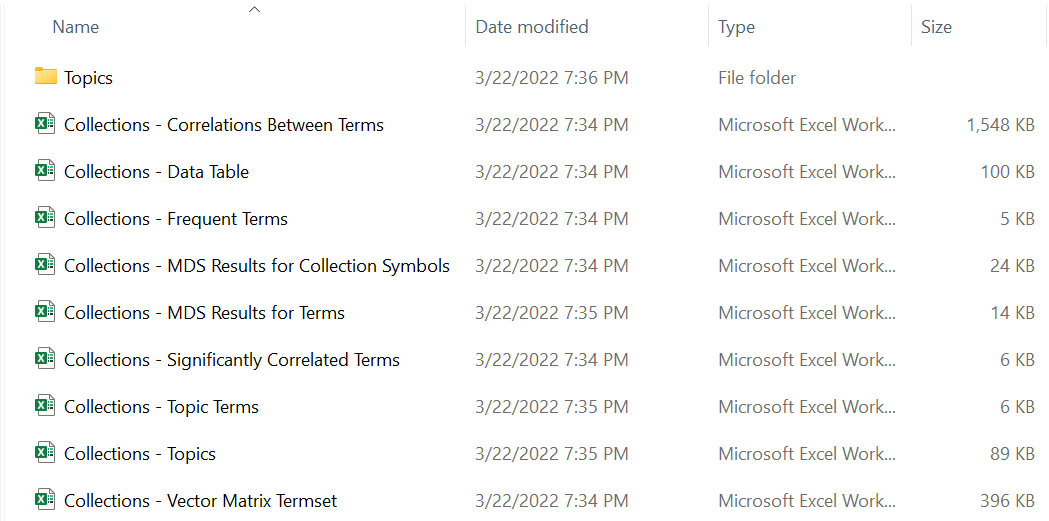 Name Date modified Type Size
Topics 3/22/2022 7:36 PM File folder
Collections - Correlations Between Terms 3/22/2022 7:34 PM Microsoft Excel Work... 1,548 KB
Collections - Data Table 3/22/2022 7:34 PM Microsoft Excel Work... 100 KB
Collections - Frequent Terms 3/22/2022 7:34 PM Microsoft Excel Work... 5 KB
Collections - MDS Results for Collection Symbols 3/22/2022 7:34 PM Microsoft Excel Work... 24 KB
Collections - MDS Results for Terms 3/22/2022 7:35 PM Microsoft Excel Work... 14 KB
Collections - Significantly Correlated Terms 3/22/2022 7:34 PM Microsoft Excel Work... 6 KB
Collections - Topic Terms 3/22/2022 7:35 PM Microsoft Excel Work... 6 KB
Collections - Topics 3/22/2022 7:35 PM Microsoft Excel Work... 89 KB
Collections - Vector Matrix Termset 3/22/2022 7:34 PM Microsoft Excel Work... 396 KB